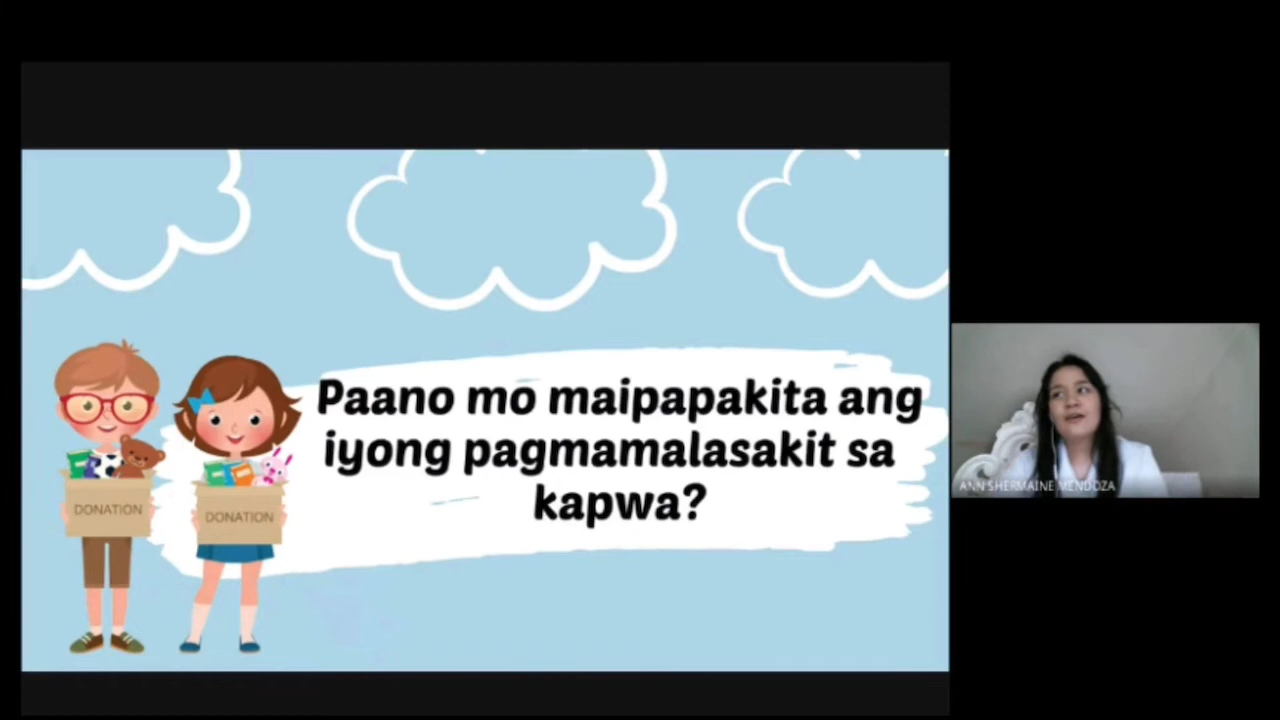 Paano mo maipapakita ang
iyong pagmamalasakit sa
kapwa?
DONATION
DONATION
ANN SHERMAINE MENDOZA